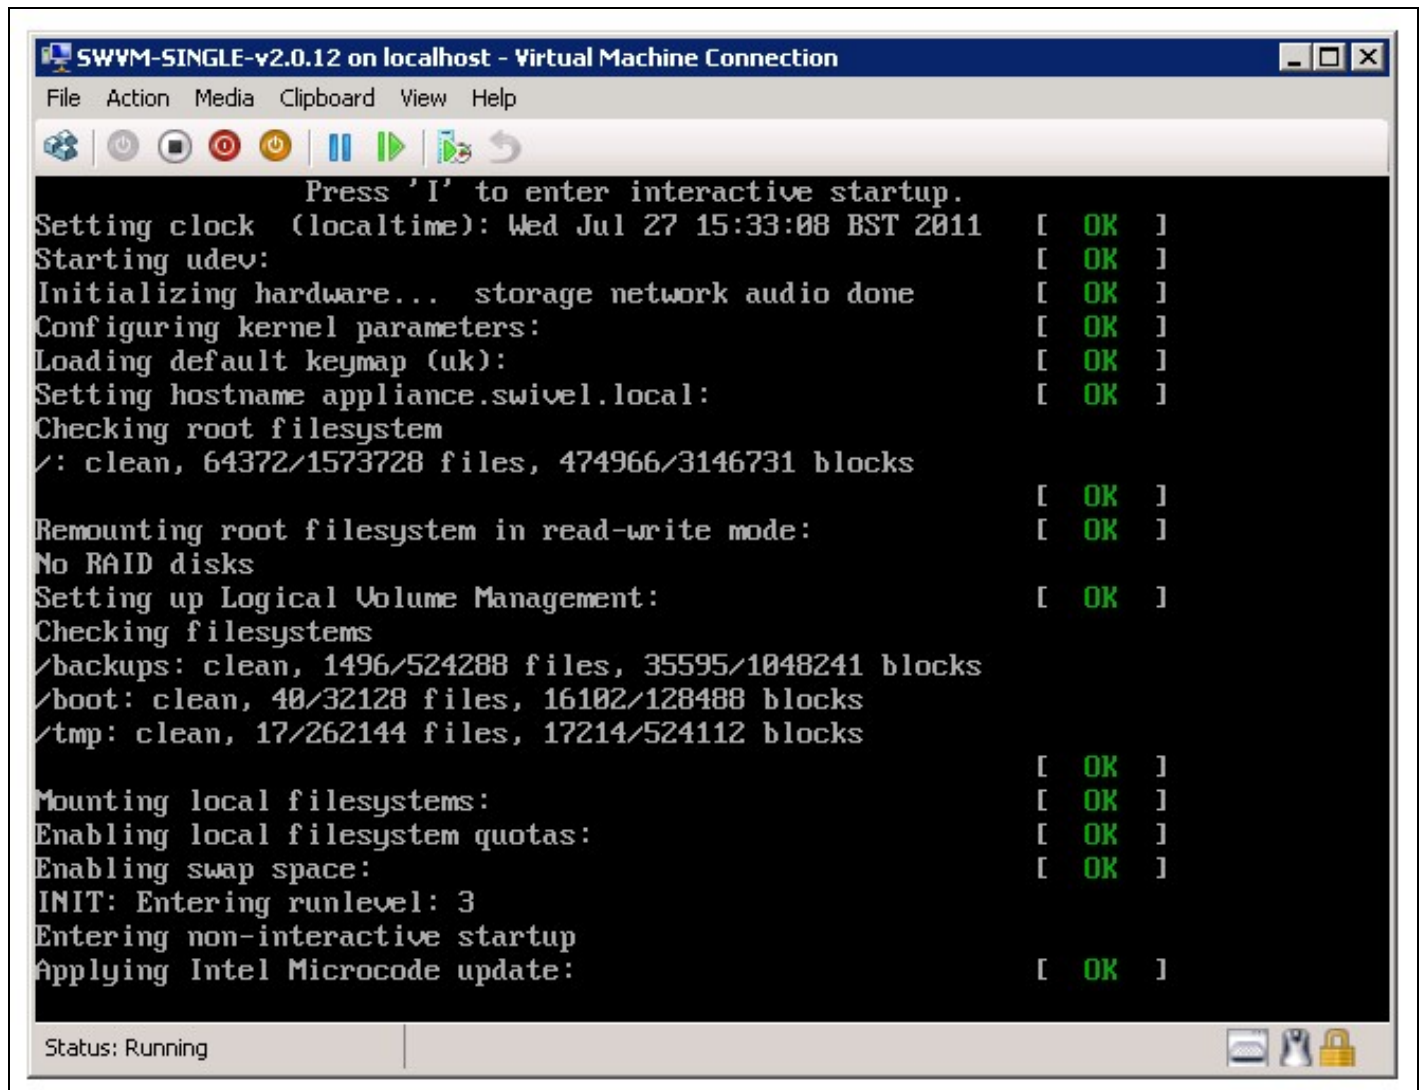 SWVM-SINGLE-v2.0.12 on localhost - Virtual Machine Connection
File Action Media Clipboard View Help
Press 'I' to enter interactive startup.
Setting clock (localtime): Wed Jul 27 15:33:08 BST 2011 [ OK ]
Starting udev: [ OK ]
Initializing hardware... storage network audio done [ OK ]
Configuring kernel parameters: [ OK ]
Loading default keymap (uk): [ OK ]
Setting hostname appliance.swivel.local: [ OK ]
Checking root filesystem
/: clean, 64372/1573728 files, 474966/3146731 blocks
[ OK ]
Remounting root filesystem in read-write mode: [ OK ]
No RAID disks
Setting up Logical Volume Management: [ OK ]
Checking filesystems
/backups: clean, 1496/524288 files, 35595/1048241 blocks
/boot: clean, 40/32128 files, 16102/128488 blocks
/tmp: clean, 17/262144 files, 17214/524112 blocks
[ OK ]
Mounting local filesystems: [ OK ]
Enabling local filesystem quotas: [ OK ]
Enabling swap space: [ OK ]
INIT: Entering runlevel: 3
Entering non-interactive startup
Applying Intel Microcode update: [ OK ]
Status: Running